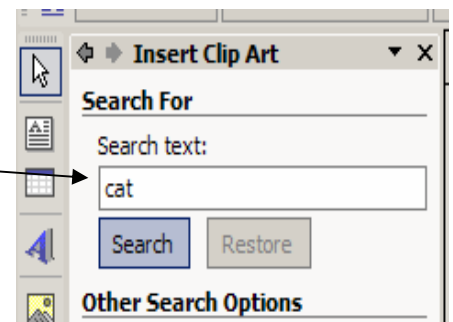 Insert Clip Art
Search For
Search text:
cat
Search Restore
Other Search Options